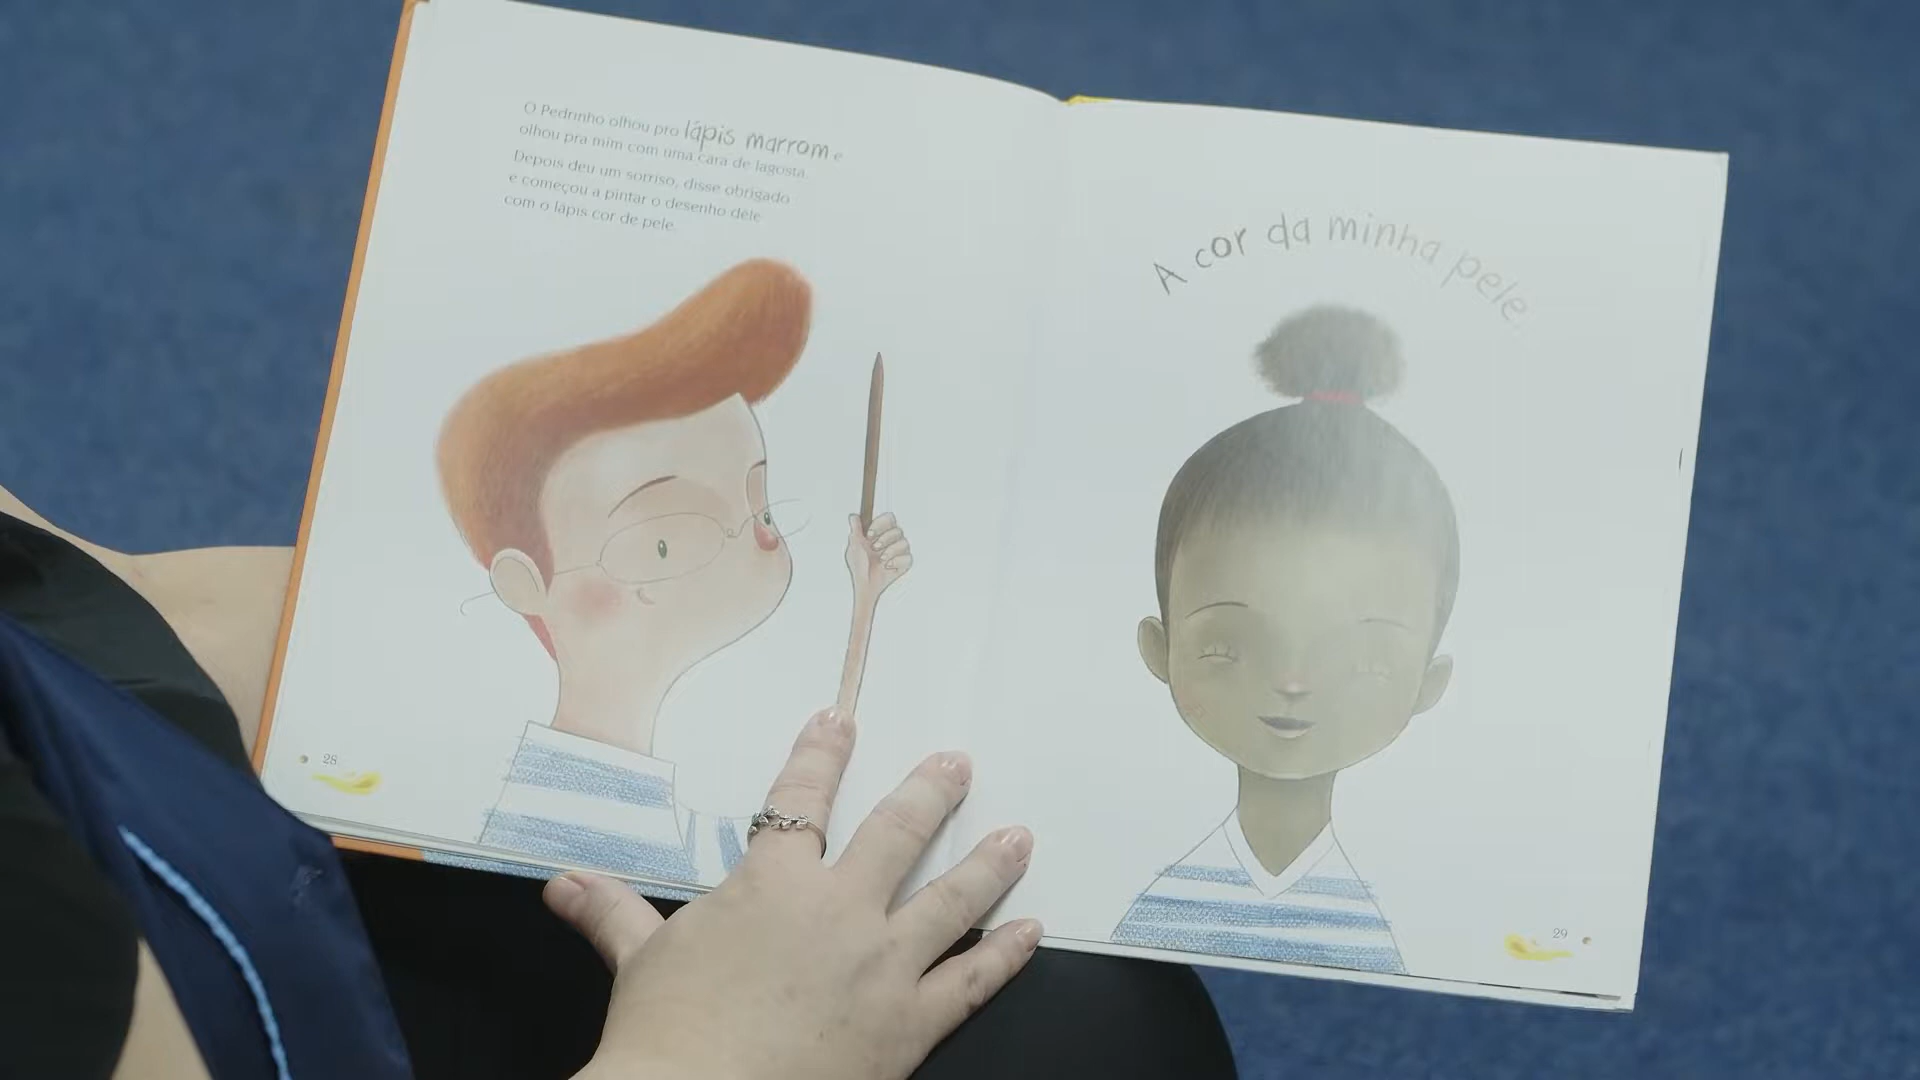 O Pedrinho olhou pro lápis marrom e
olhou pra mim com uma cara de lagosta.
Depois deu um sorriso, disse obrigado
e começou a pintar o desenho dele
com o lápis cor de pele.
A cor da minha pele.
28
29